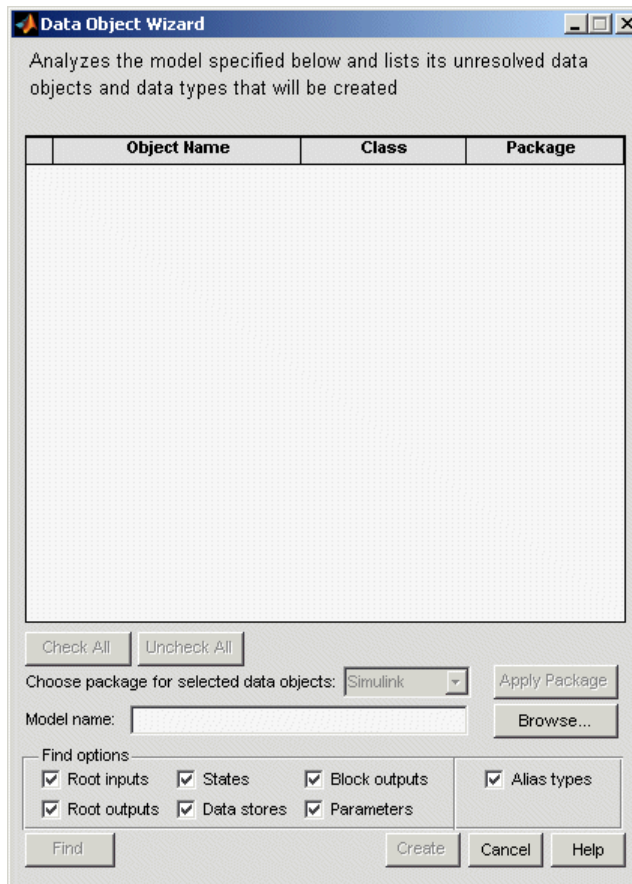 Data Object Wizard
Analyzes the model specified below and lists its unresolved data
objects and data types that will be created
Object Name Class Package
Check All Uncheck All
Choose package for selected data objects: Simulink Apply Package
Model name: Browse...
Find options
Root inputs States Block outputs Alias types
Root outputs Data stores Parameters
Find Create Cancel Help